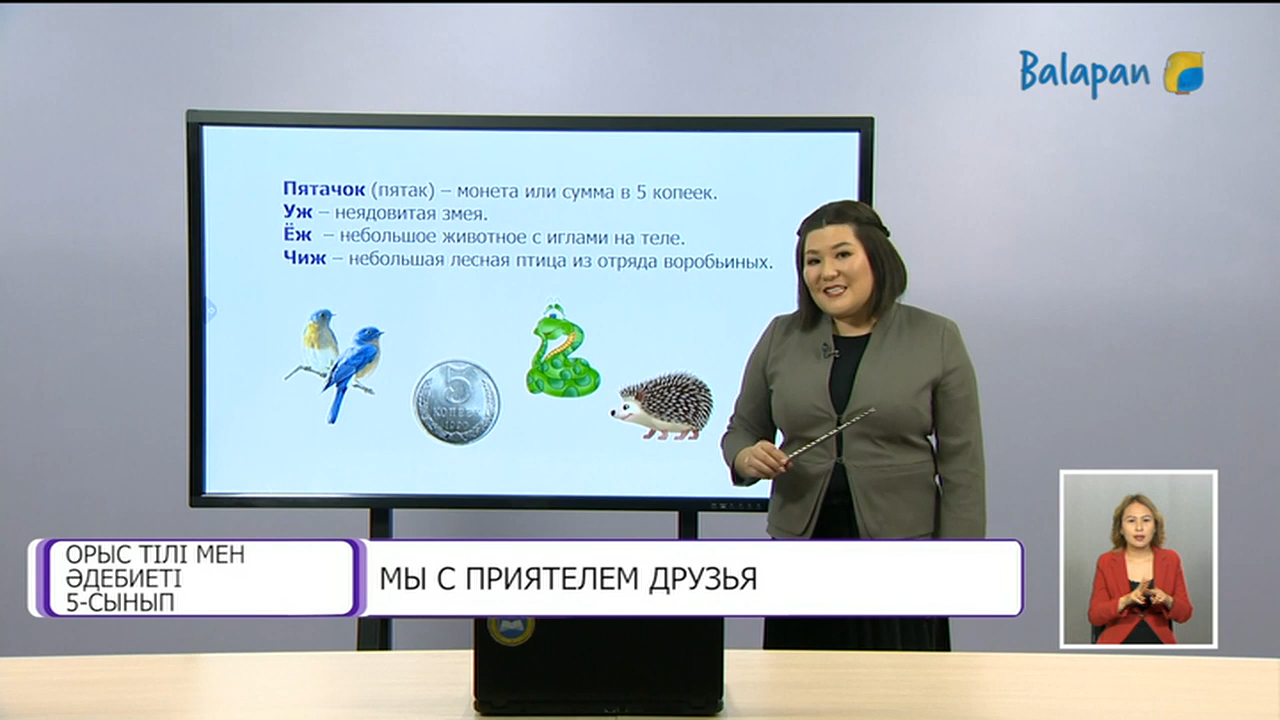 Balapan
Пятачок (пятак) – монета или сумма в 5 копеек.
Уж – неядовитая змея.
Ёж – небольшое животное с иглами на теле.
Чиж – небольшая лесная птица из отряда воробьиных.
5
КОПЕЕК
ОРЫС ТІЛІ МЕН
ӘДЕБИЕТІ
5-СЫНЫП
МЫ С ПРИЯТЕЛЕМ ДРУЗЬЯ